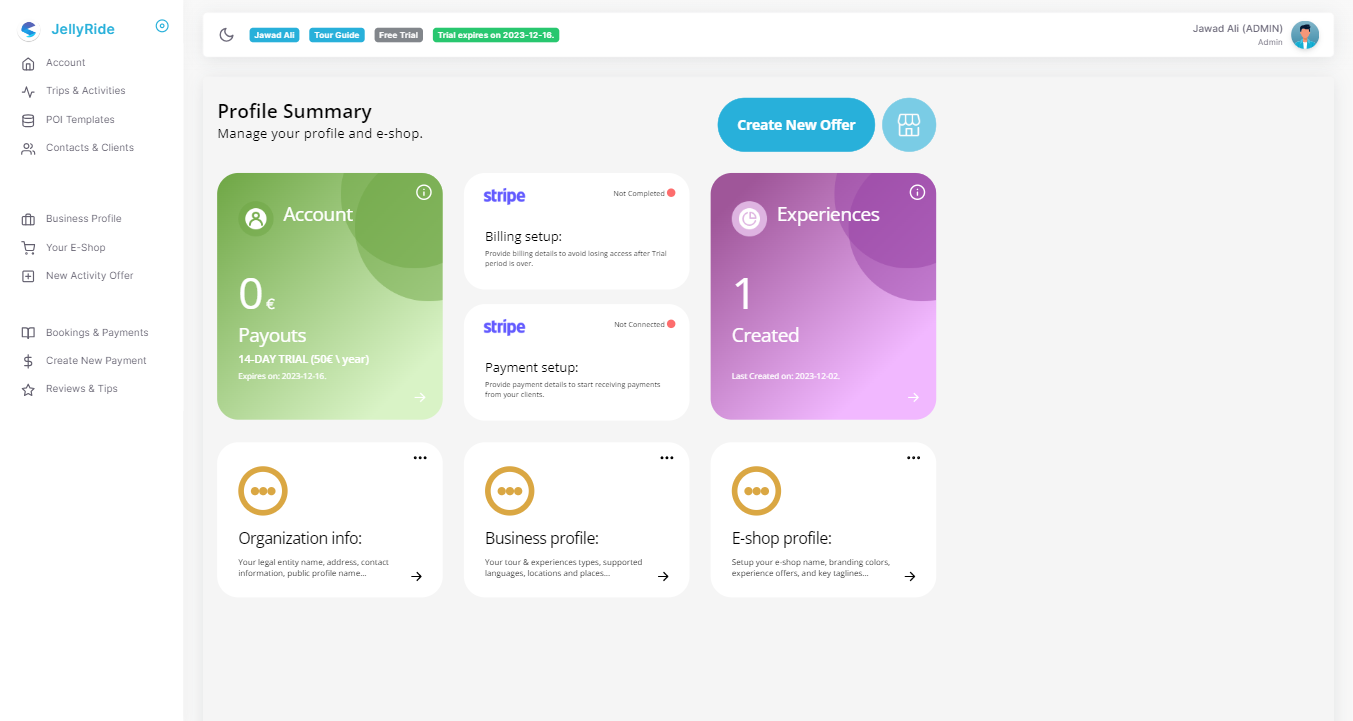 JellyRide
Account
Trips & Activities
POI Templates
Contacts & Clients
Business Profile
Your E-Shop
New Activity Offer
Bookings & Payments
Create New Payment
Reviews & Tips
Jawad Ali
Tour Guide
Free Trial
Trial expires on 2023-12-16.
Jawad Ali (ADMIN)
Admin
Profile Summary
Manage your profile and e-shop.
Create New Offer
Account
0 €
Payouts
14-DAY TRIAL (50€ \ year)
Expires on: 2023-12-16.
stripe
Not Completed
Billing setup:
Provide billing details to avoid losing access after Trial
period is over.
stripe
Not Connected
Payment setup:
Provide payment details to start receiving payments
from your clients.
Experiences
1
Created
Last Created on: 2023-12-02.
Organization info:
Your legal entity name, address, contact
information, public profile name...
Business profile:
Your tour & experiences types, supported
languages, locations and places...
E-shop profile:
Setup your e-shop name, branding colors,
experience offers, and key taglines...